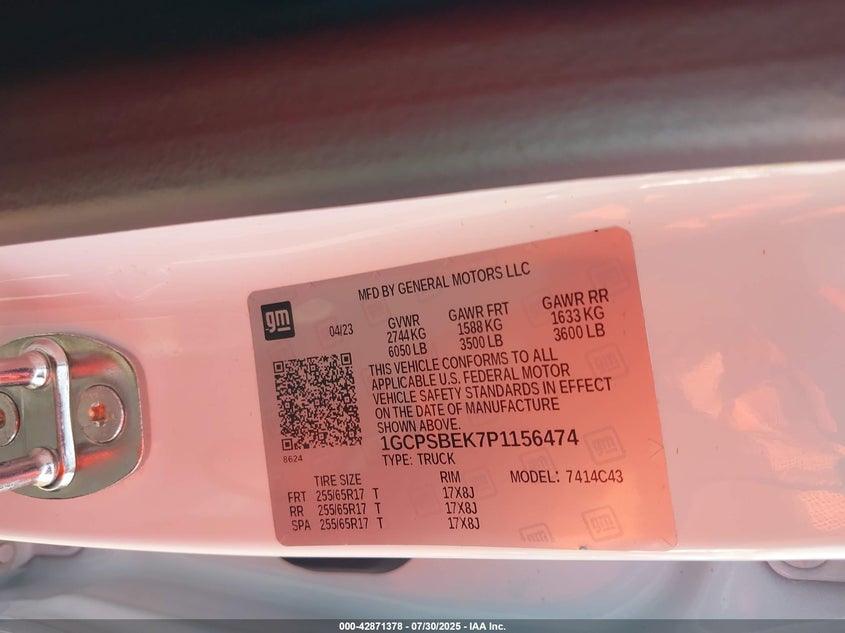 MFD BY GENERAL MOTORS LLC
gm
04/23
GVWR GAWR FRT GAWR RR
2744 KG 1588 KG 1633 KG
6050 LB 3500 LB 3600 LB
THIS VEHICLE CONFORMS TO ALL
APPLICABLE U.S. FEDERAL MOTOR
VEHICLE SAFETY STANDARDS IN EFFECT
ON THE DATE OF MANUFACTURE
SHOWN ABOVE.
1GCPSBEK7P1156474
8624
TYPE: TRUCK
TIRE SIZE RIM MODEL: 7414C43
FRT 255/65R17 T 17X8J
RR 255/65R17 T 17X8J
SPA 255/65R17 T 17X8J
000-42871378 - 07/30/2025 - IAA Inc.